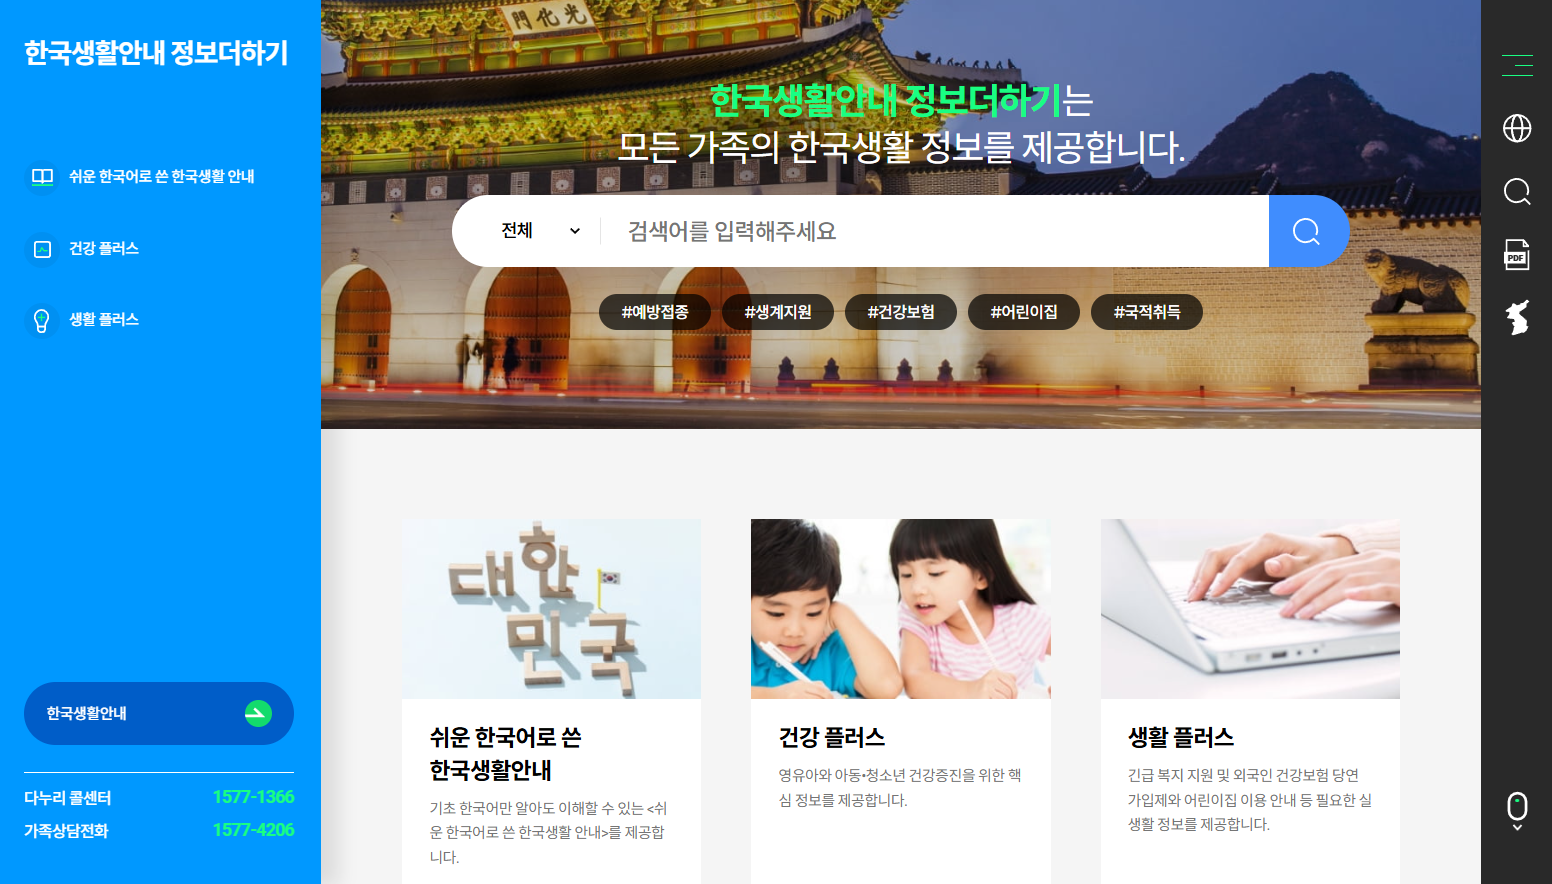 한국생활안내 정보더하기
쉬운 한국어로 쓴 한국생활 안내
건강 플러스
생활 플러스
한국생활안내
다누리 콜센터 1577-1366
가족상담전화 1577-4206
門化光
한국생활안내 정보더하기는
모든 가족의 한국생활 정보를 제공합니다.
전체
검색어를 입력해주세요
#예방접종
#생계지원
#건강보험
#어린이집
#국적취득
대한
민국
쉬운 한국어로 쓴
한국생활안내
기초 한국어만 알아도 이해할 수 있는 <쉬
운 한국어로 쓴 한국생활 안내>를 제공합
니다.
건강 플러스
영유아와 아동•청소년 건강증진을 위한 핵
심 정보를 제공합니다.
생활 플러스
긴급 복지 지원 및 외국인 건강보험 당연
가입제와 어린이집 이용 안내 등 필요한 실
생활 정보를 제공합니다.
PDF